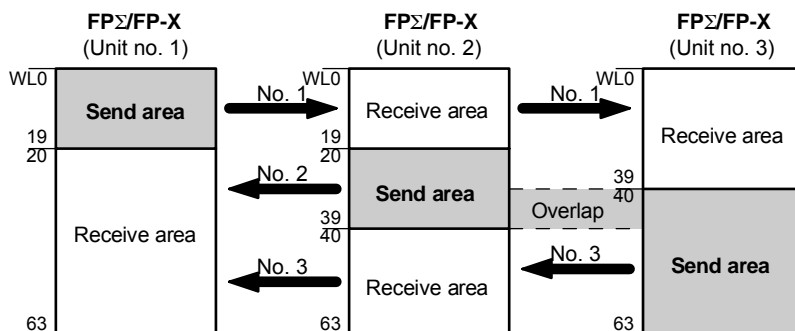 FPΣ/FP-X FPΣ/FP-X FPΣ/FP-X
(Unit no. 1) (Unit no. 2) (Unit no. 3)
WL0 WL0 WL0
No. 1 No. 1
Send area Receive area
Receive area
19 19
20 20
No. 2 39
40
Send area Overlap
39
40
Receive area No. 3 No. 3
Send area
Receive area
63 63 63